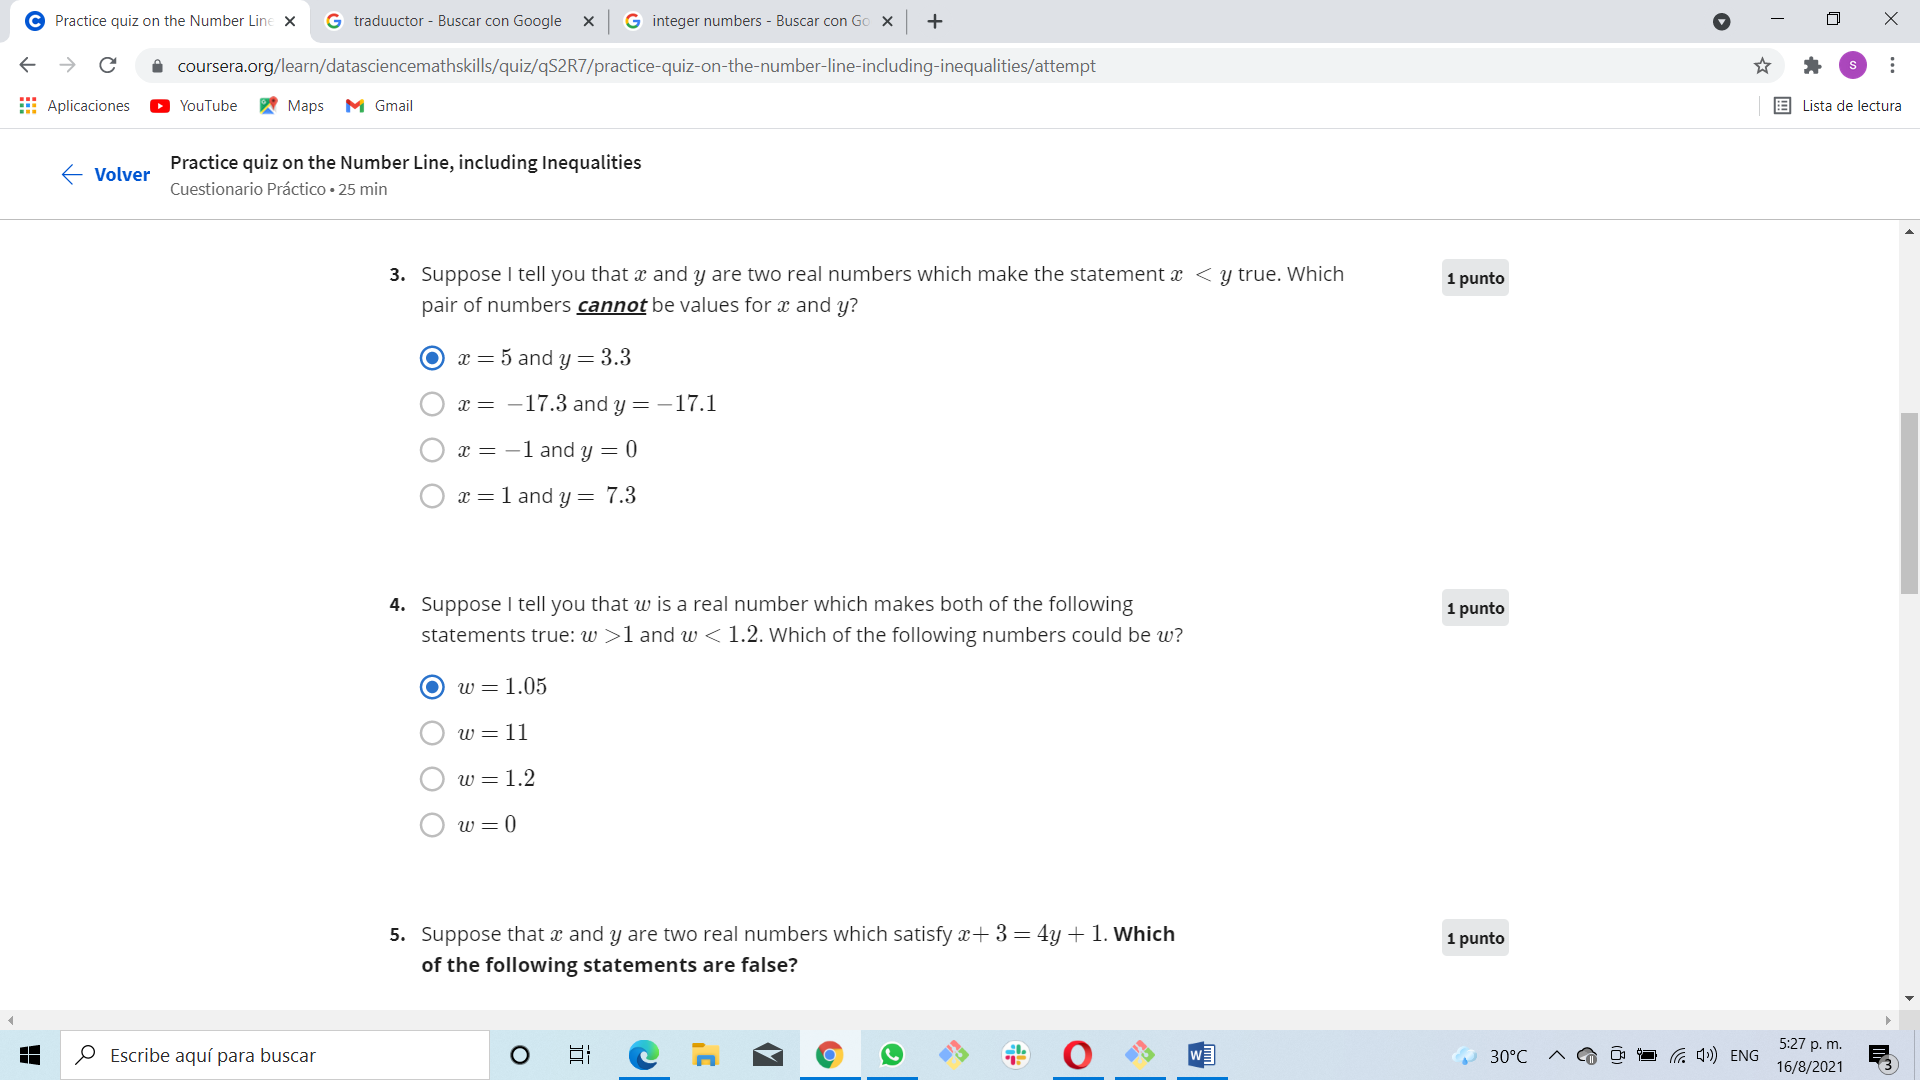 Practice quiz on the Number Line
traduuctor - Buscar con Google
integer numbers - Buscar con Go
coursera.org/learn/datasciencemathskills/quiz/qS2R7/practice-quiz-on-the-number-line-including-inequalities/attempt
S
Aplicaciones
YouTube
Maps
Gmail
Lista de lectura
Volver
Practice quiz on the Number Line, including Inequalities
Cuestionario Práctico • 25 min
3. Suppose I tell you that x and y are two real numbers which make the statement x < y true. Which
pair of numbers cannot be values for x and y?
1 punto
x = 5 and y = 3.3
x = −17.3 and y = −17.1
x = −1 and y = 0
x = 1 and y = 7.3
4. Suppose I tell you that w is a real number which makes both of the following
statements true: w >1 and w < 1.2. Which of the following numbers could be w?
1 punto
w = 1.05
w = 11
w = 1.2
w = 0
5. Suppose that x and y are two real numbers which satisfy x+ 3 = 4y + 1. Which
of the following statements are false?
1 punto
Escribe aquí para buscar
30°C
ENG
5:27 p. m.
16/8/2021
3